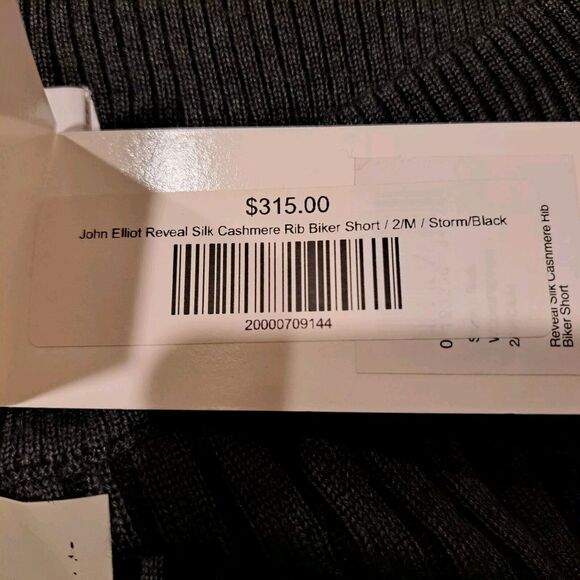 $315.00
John Elliot Reveal Silk Cashmere Rib Biker Short / 2/M / Storm/Black
20000709144
Reveal Silk Cashmere Rib
Biker Short